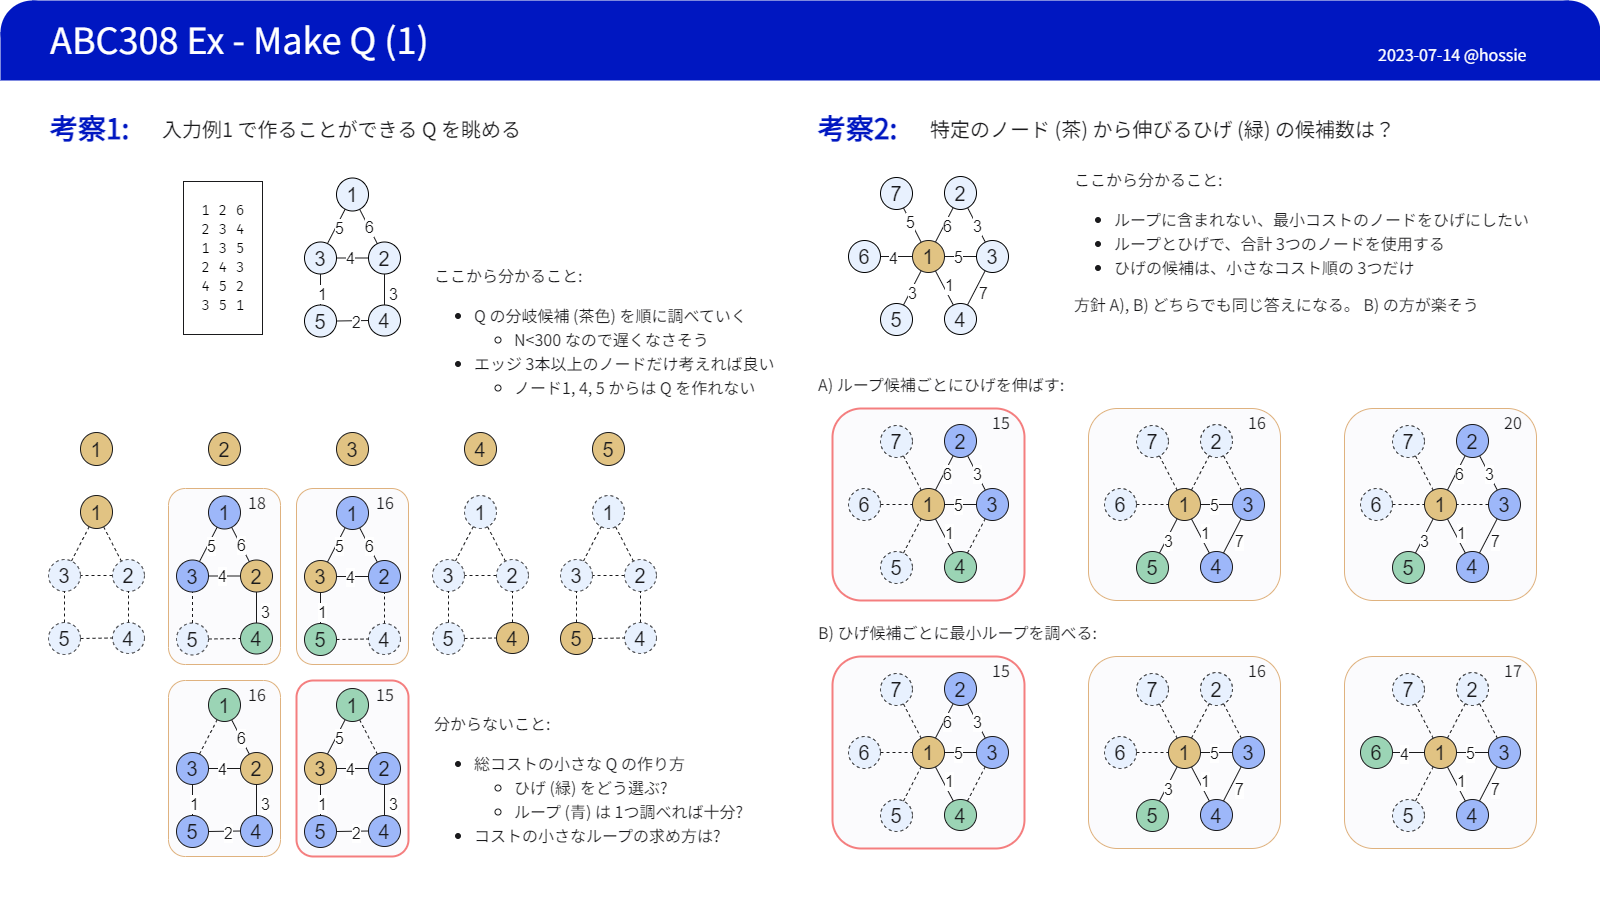 ABC308 Ex - Make Q (1)
2023-07-14 @hossie
考察1:
入力例1 で作ることができる Q を眺める
1 2 6
2 3 4
1 3 5
2 4 3
4 5 2
3 5 1
1
5 6
3 4 2
1 3
5 2 4
ここから分かること:
Q の分岐候補 (茶色) を順に調べていく
N<300 なので遅くなさそう
エッジ 3本以上のノードだけ考えれば良い
ノード1, 4, 5 からは Q を作れない
1 2 3 4 5
1
3 2
5 4
1 18
5 6
3 4 2
3
5 4
1 16
5 6
3 4 2
1
5 4
1
3 2
5 4
1
3 2
5 4
1 16
6
3 4 2
1 3
5 2 4
1 15
5
3 4 2
1 3
5 2 4
分からないこと:
総コストの小さな Q の作り方
ひげ (緑) をどう選ぶ?
ループ (青) は 1つ調べれば十分?
コストの小さなループの求め方は?
考察2:
特定のノード (茶) から伸びるひげ (緑) の候補数は？
7 2
5 6 3
6 4 1 5 3
3 1 7
5 4
ここから分かること:
ループに含まれない、最小コストのノードをひげにしたい
ループとひげで、合計 3つのノードを使用する
ひげの候補は、小さなコスト順の 3つだけ
方針 A), B) どちらでも同じ答えになる。 B) の方が楽そう
A) ループ候補ごとにひげを伸ばす:
15
7 2
6 3
6 1 5 3
1
5 4
16
7 2
6 1 5 3
3 1 7
5 4
20
7 2
6 3
6 1 3
3 1 7
5 4
B) ひげ候補ごとに最小ループを調べる:
15
7 2
6 3
6 1 5 3
1
5 4
16
7 2
6 1 5 3
3 1 7
5 4
17
7 2
6 4 1 5 3
1 7
5 4